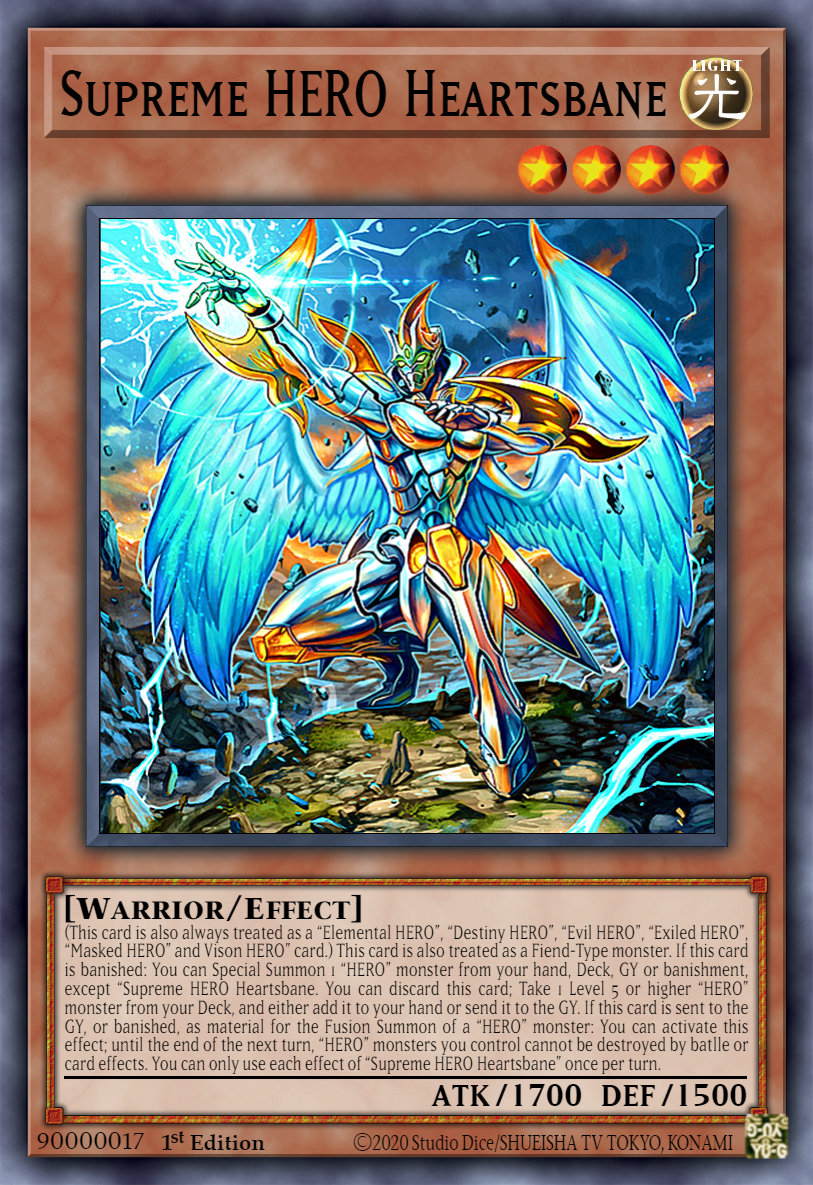 Supreme HERO Heartsbane
LIGHT
光
[Warrior/Effect]
(This card is also always treated as a “Elemental HERO”, “Destiny HERO”, “Evil HERO”, “Exiled HERO”,
“Masked HERO” and Vison HERO” card.) This card is also treated as a Fiend-Type monster. If this card
is banished: You can Special Summon 1 “HERO” monster from your hand, Deck, GY or banishment,
except “Supreme HERO Heartsbane. You can discard this card; Take 1 Level 5 or higher “HERO”
monster from your Deck, and either add it to your hand or send it to the GY. If this card is sent to the
GY, or banished, as material for the Fusion Summon of a “HERO” monster: You can activate this
effect; until the end of the next turn, “HERO” monsters you control cannot be destroyed by batlle or
card effects. You can only use each effect of “Supreme HERO Heartsbane” once per turn.
ATK/1700 DEF/1500
90000017 1st Edition ©2020 Studio Dice/SHUEISHA TV TOKYO, KONAMI